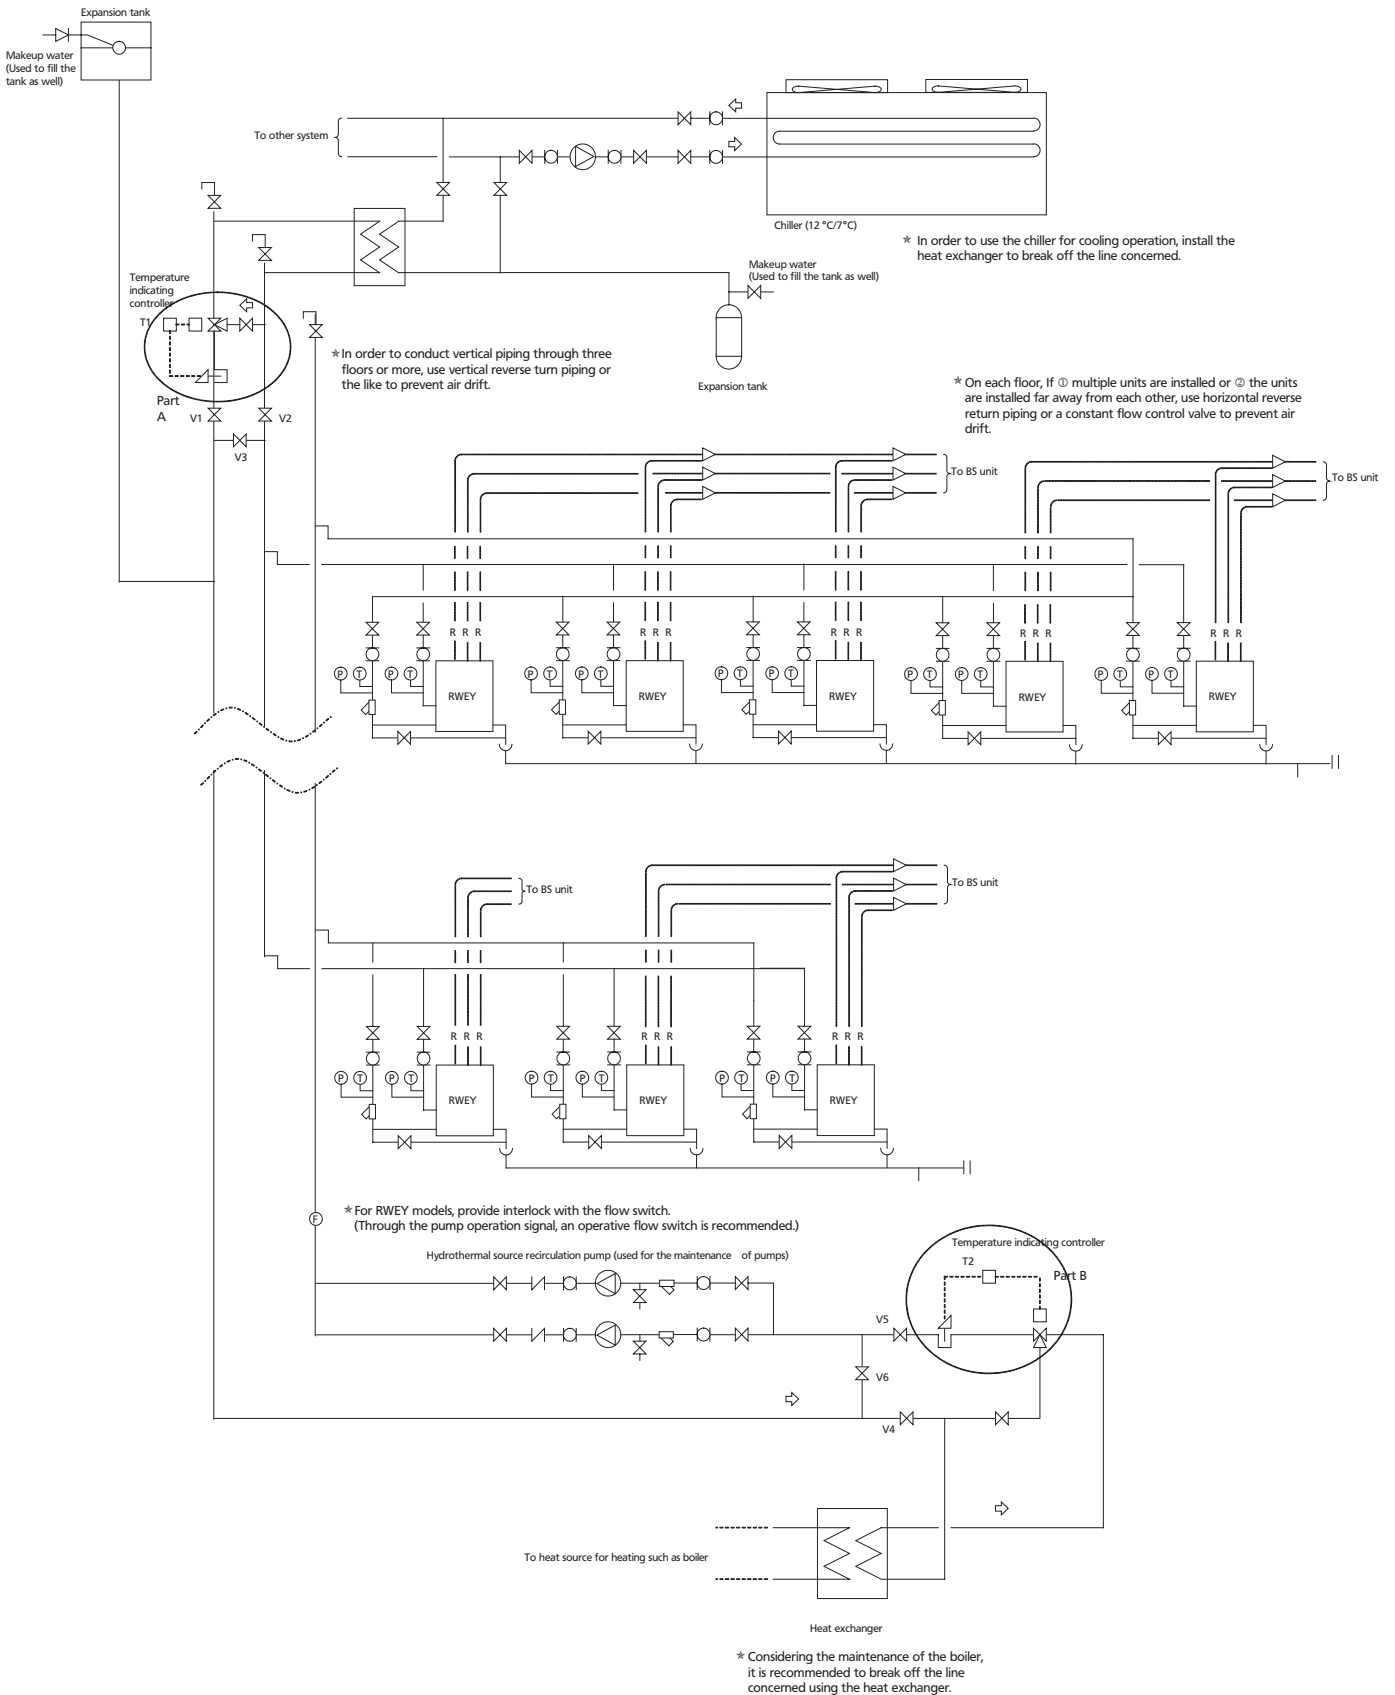 Expansion tank
Makeup water
(Used to fill the
tank as well)
To other system
Chiller (12 °C/7°C)
✭ In order to use the chiller for cooling operation, install the
heat exchanger to break off the line concerned.
Makeup water
(Used to fill the tank as well)
Temperature
indicating
controller
T1
Part
A
V1
V2
V3
✭ In order to conduct vertical piping through three
floors or more, use vertical reverse turn piping or
the like to prevent air drift.
Expansion tank
✭ On each floor, If ① multiple units are installed or ② the units
are installed far away from each other, use horizontal reverse
return piping or a constant flow control valve to prevent air
drift.
To BS unit
To BS unit
R R R
R R R
R R R
R R R
R R R
P T P T
P T P T
P T P T
P T P T
P T P T
RWEY
RWEY
RWEY
RWEY
RWEY
To BS unit
To BS unit
R R R
R R R
R R R
P T P T
P T P T
P T P T
RWEY
RWEY
RWEY
F
✭ For RWEY models, provide interlock with the flow switch.
(Through the pump operation signal, an operative flow switch is recommended.)
Hydrothermal source recirculation pump (used for the maintenance of pumps)
Temperature indicating controller
T2
Part B
V5
V6
V4
To heat source for heating such as boiler
Heat exchanger
✭ Considering the maintenance of the boiler,
it is recommended to break off the line
concerned using the heat exchanger.